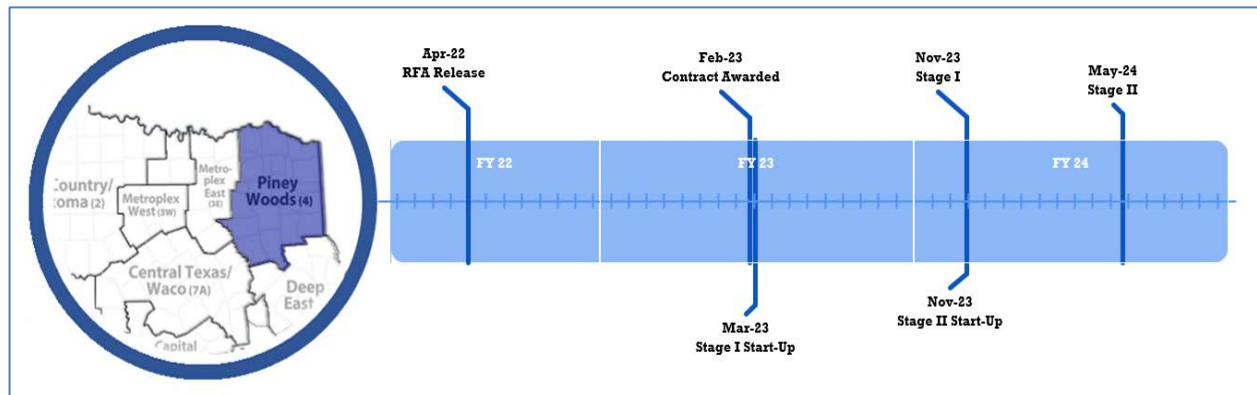 Country/
oma (2)
Metroplex
West (3W)
Metro-
plex
East
(3E)
Piney
Woods (4)
Central Texas/
Waco (7A)
Deep
East
Capital
Apr-22
RFA Release
Feb-23
Contract Awarded
Nov-23
Stage I
May-24
Stage II
FY 22
FY 23
FY 24
Mar-23
Stage I Start-Up
Nov-23
Stage II Start-Up